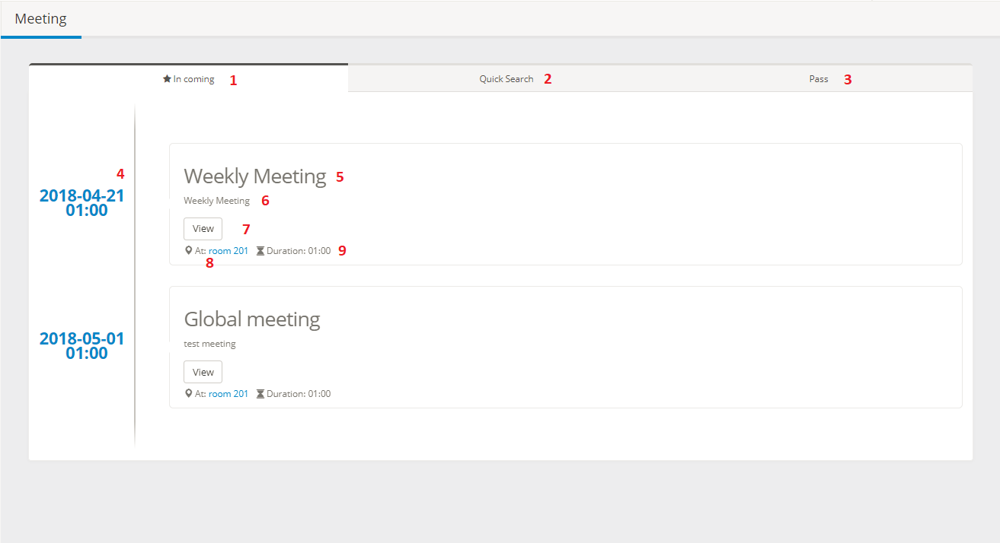 Meeting
In coming 1
Quick Search 2
Pass 3
4
2018-04-21
01:00
Weekly Meeting 5
Weekly Meeting 6
View 7
At: room 201 Duration: 01:00 9
8
2018-05-01
01:00
Global meeting
test meeting
View
At: room 201 Duration: 01:00